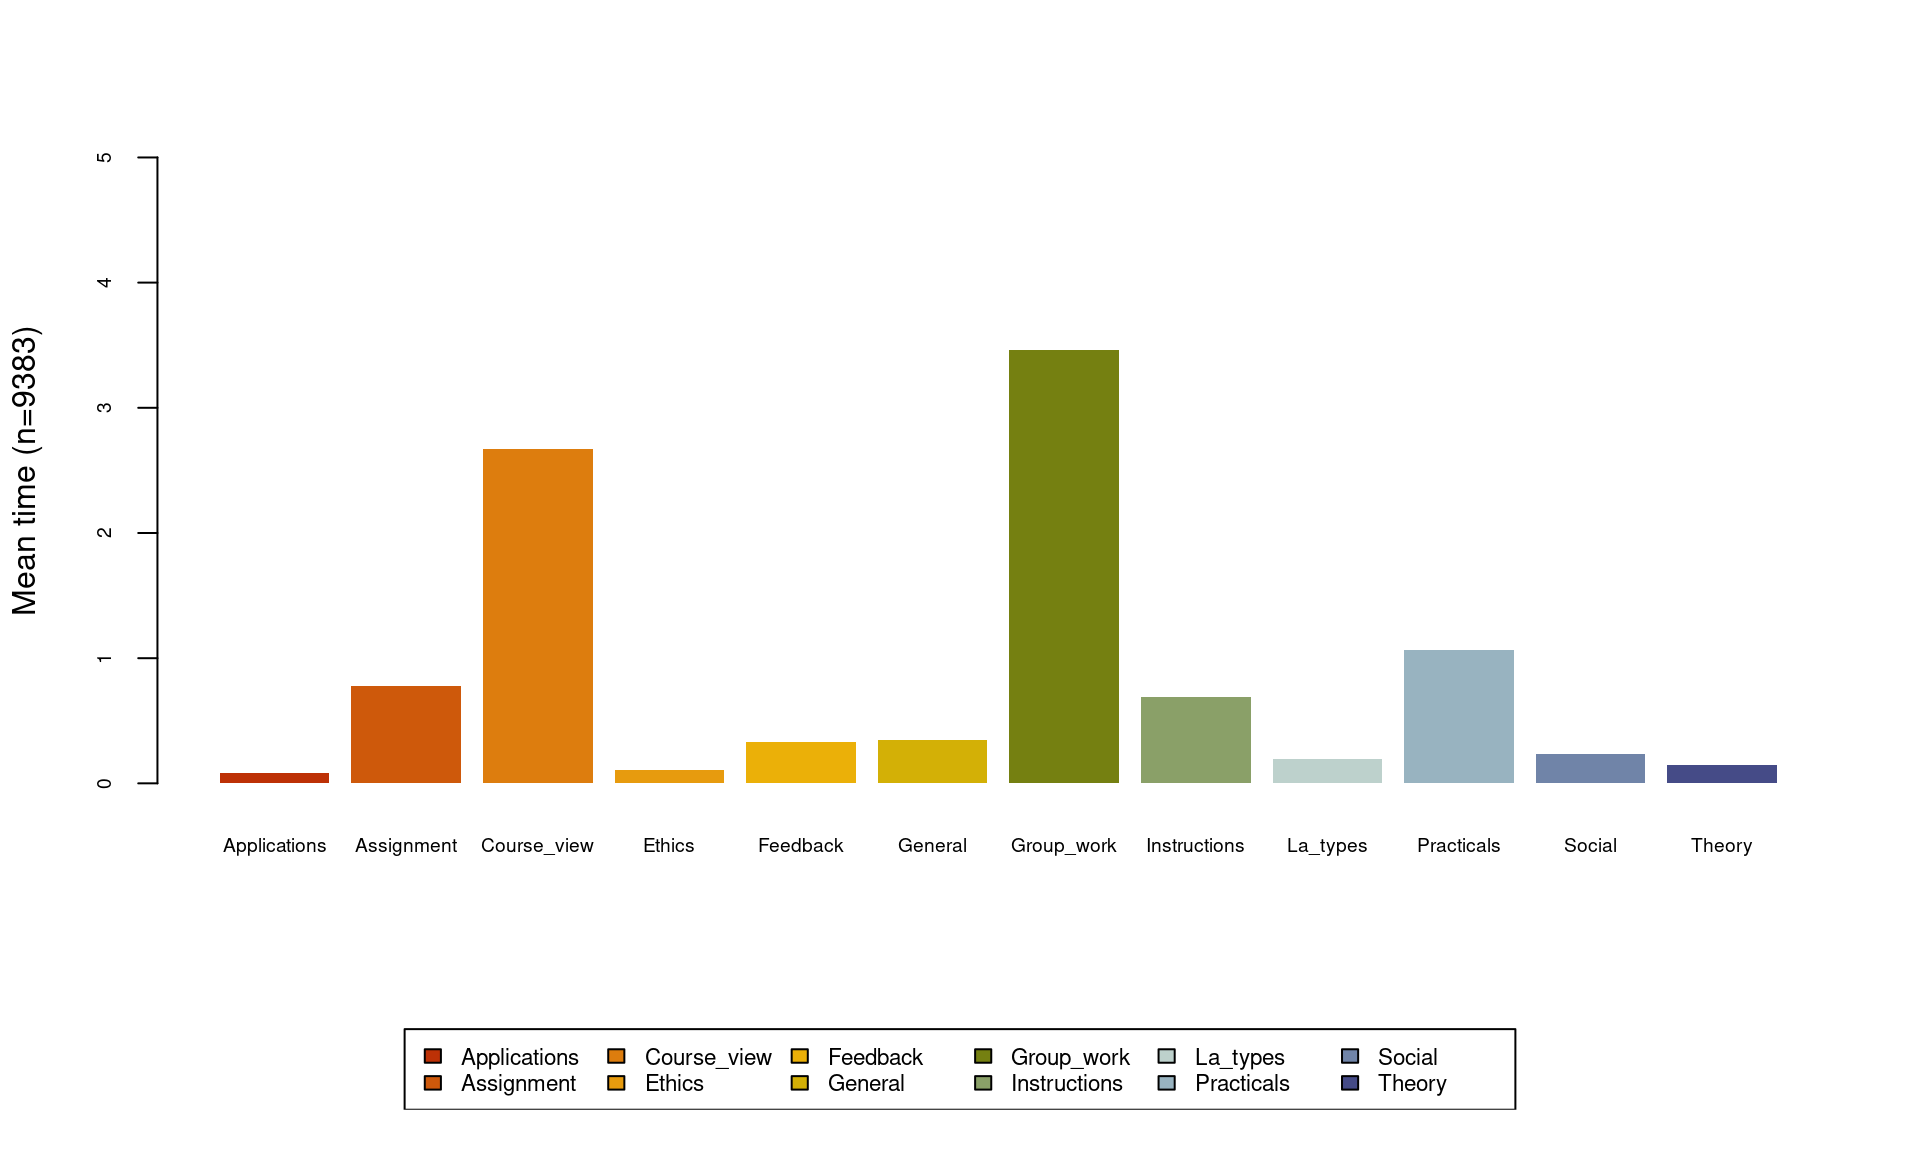 Mean time (n=9383)
5
4
3
2
1
0
Applications Assignment Course_view Ethics Feedback General Group_work Instructions La_types Practicals Social Theory
Applications Course_view Feedback Group_work La_types Social
Assignment Ethics General Instructions Practicals Theory